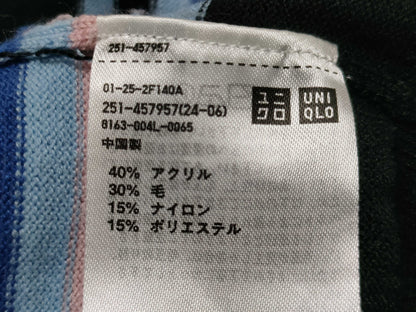 251-457957
01-25-2F140A
251-457957(24-06)
8163-004L-0065
中国製
ユニ
クロ
UNI
QLO
40% アクリル
30% 毛
15% ナイロン
15% ポリエステル